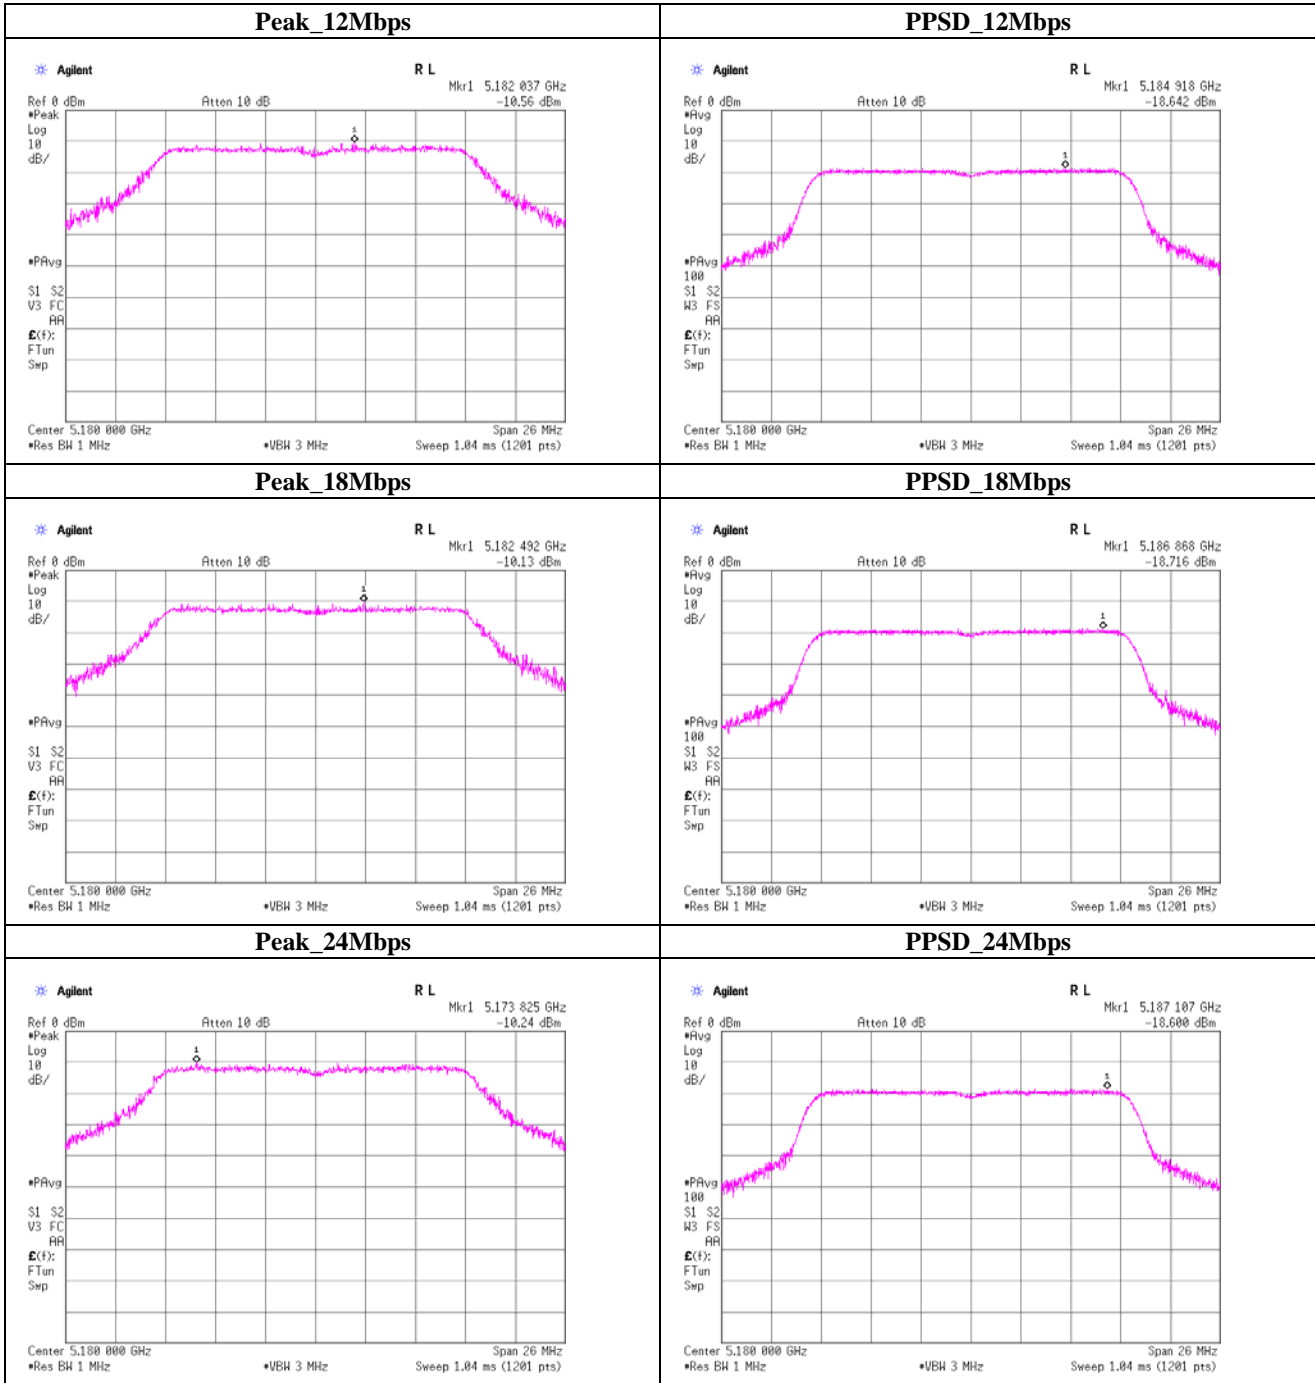 Peak_12Mbps
PPSD_12Mbps
Agilent
R L
Mkr1 5.182 037 GHz
Ref 0 dBm
Atten 10 dB
-10.56 dBm
#Peak
Log
10
dB/
1
#PAvg
S1 S2
V3 FC
AA
£(f):
FTun
Swp
Center 5.180 000 GHz
Span 26 MHz
#Res BW 1 MHz
#VBW 3 MHz
Sweep 1.04 ms (1201 pts)
Agilent
R L
Mkr1 5.184 918 GHz
Ref 0 dBm
Atten 10 dB
-18.642 dBm
#Avg
Log
10
dB/
1
#PAvg
100
S1 S2
W3 FS
AA
£(f):
FTun
Swp
Center 5.180 000 GHz
Span 26 MHz
#Res BW 1 MHz
#VBW 3 MHz
Sweep 1.04 ms (1201 pts)
Peak_18Mbps
PPSD_18Mbps
Agilent
R L
Mkr1 5.182 492 GHz
Ref 0 dBm
Atten 10 dB
-10.13 dBm
#Peak
Log
10
dB/
1
#PAvg
S1 S2
V3 FC
AA
£(f):
FTun
Swp
Center 5.180 000 GHz
Span 26 MHz
#Res BW 1 MHz
#VBW 3 MHz
Sweep 1.04 ms (1201 pts)
Agilent
R L
Mkr1 5.186 868 GHz
Ref 0 dBm
Atten 10 dB
-18.716 dBm
#Avg
Log
10
dB/
1
#PAvg
100
S1 S2
W3 FS
AA
£(f):
FTun
Swp
Center 5.180 000 GHz
Span 26 MHz
#Res BW 1 MHz
#VBW 3 MHz
Sweep 1.04 ms (1201 pts)
Peak_24Mbps
PPSD_24Mbps
Agilent
R L
Mkr1 5.173 825 GHz
Ref 0 dBm
Atten 10 dB
-10.24 dBm
#Peak
Log
10
dB/
1
#PAvg
S1 S2
V3 FC
AA
£(f):
FTun
Swp
Center 5.180 000 GHz
Span 26 MHz
#Res BW 1 MHz
#VBW 3 MHz
Sweep 1.04 ms (1201 pts)
Agilent
R L
Mkr1 5.187 107 GHz
Ref 0 dBm
Atten 10 dB
-18.600 dBm
#Avg
Log
10
dB/
1
#PAvg
100
S1 S2
W3 FS
AA
£(f):
FTun
Swp
Center 5.180 000 GHz
Span 26 MHz
#Res BW 1 MHz
#VBW 3 MHz
Sweep 1.04 ms (1201 pts)